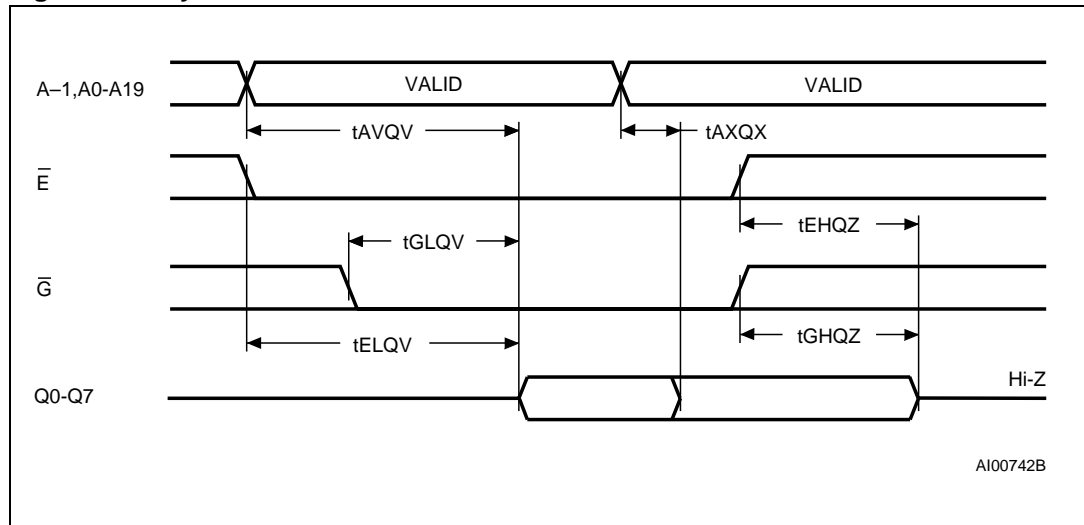 A–1,A0-A19
VALID
VALID
tAVQV
tAXQX
E̅
tEHQZ
tGLQV
G̅
tGHQZ
tELQV
Q0-Q7
Hi-Z
AI00742B